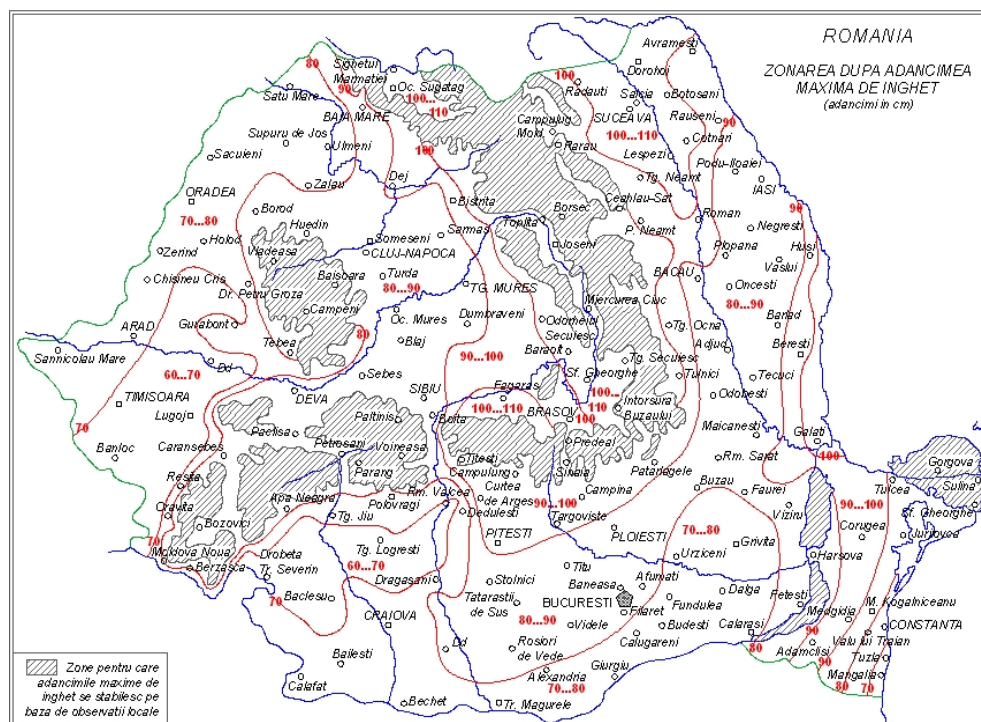 ROMANIA
ZONAREA DUPA ADANCIMEA
MAXIMA DE INGHET
(adancimi in cm)
Avramesti
Dorohoi
80
Sighetul
Marmatiei
Oc. Sugatag
100
Radauti
Salcia
Botosani
Satu Mare
90
100...
110
BAIA MARE
SUCEAVA
Rauseni
90
Supuru de Jos
Ulmeni
Campulug
Mold.
100...110
Cotnari
Sacuieni
100
Rarau
Lespezi
Podu-Iloaiei
IASI
ORADEA
Zalau
Dej
Bistrita
Tg. Neamt
Ceahlau-Sat
70...80
Borod
Borsec
Toplita
Roman
90
Holod
Huedin
Someseni
Sarmas
P. Neamt
Negresti
Zerind
Vladeasa
CLUJ-NAPOCA
Joseni
Plopana
Husi
Chisineu Cris
Baisoara
Turda
80...90
BACAU
Vaslui
Dr. Petru Groza
TG. MURES
Oncesti
80...90
Campeni
Oc. Mures
Dumbraveni
Miercurea Ciuc
Odorheiul
Secuiesc
ARAD
Gurabont
80
Tg. Ocna
Barlad
Tebea
Blaj
90...100
Baraolt
Adjud
Beresti
Sannicolau Mare
Dd
60...70
Sebes
Tg. Secuiesc
Tulnici
Tecuci
TIMISOARA
DEVA
SIBIU
Fagaras
Sf. Gheorghe
100...
110
Odobesti
Lugoj
Paltinis
Boita
100...110
BRASOV
100
Intorsura
Buzaului
70
Paclisa
Maicanesti
Galati
Banloc
Caransebes
Petrosani
Voineasa
Predeal
Resita
Parang
Titesti
Campulung
Sinaia
Patarlagele
Rm. Sarat
100
Gorgova
Apa Neagra
Polovragi
Rm. Valcea
Curtea
de Arges
90...100
Campina
Buzau
Faurei
Tulcea
Sulina
90...100
Oravita
Bozovici
Tg. Jiu
Dedulesti
Targoviste
70...80
Viziru
Corugea
Sf. Gheorghe
70
Moldova Noua
Berzasca
Drobeta
Tr. Severin
Tg. Logresti
60...70
PITESTI
PLOIESTI
Urziceni
Grivita
Harsova
Jurilovca
Dragasani
Stolnici
Titu
Baneasa
Afumati
70
Baclesu
CRAIOVA
Tatarastii
de Sus
BUCURESTI
Filaret
Fundulea
Dalga
Fetesti
Medgidia
M. Kogalniceanu
80...90
Videle
Budesti
Calarasi
CONSTANTA
Rosiori
de Vede
Calugareni
80
90
Adamclisi
Valu lui Traian
Dd
90
Tuzla
Bailesti
Alexandria
Giurgiu
70...80
Mangalia
Calafat
Bechet
Tr. Magurele
80
70
Zone pentru care
adancimile maxime de
inghet se stabilesc pe
baza de observatii locale